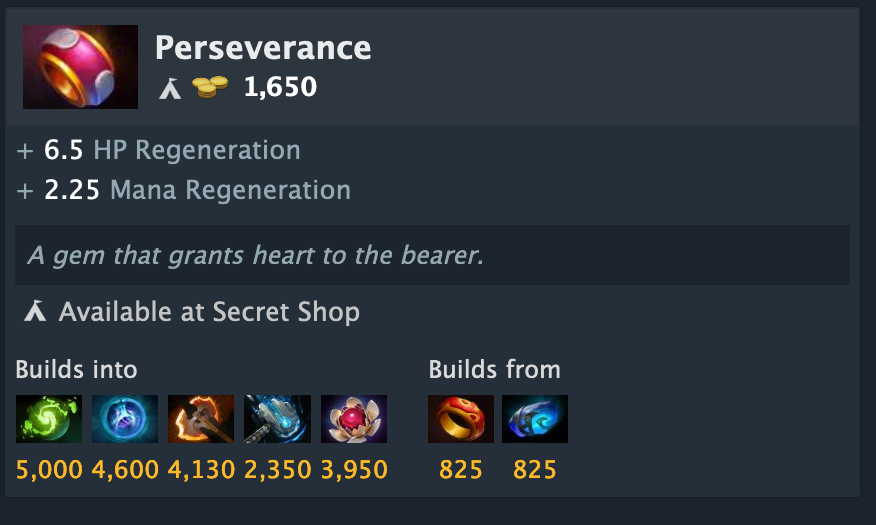 Perseverance
1,650
+ 6.5 HP Regeneration
+ 2.25 Mana Regeneration
A gem that grants heart to the bearer.
Available at Secret Shop
Builds into
5,000 4,600 4,130 2,350 3,950
Builds from
825 825